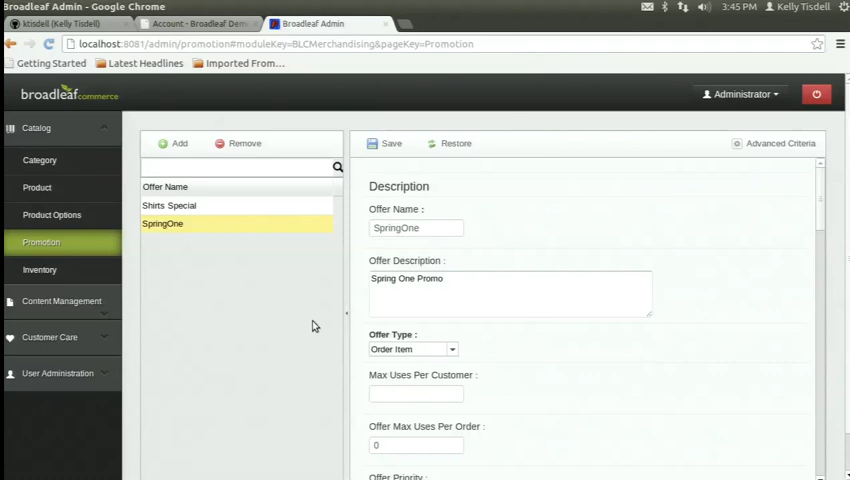 Broadleaf Admin - Google Chrome
3:45 PM Kelly Tisdell
ktisdell (Kelly Tisdell)
Account - Broadleaf Dem
Broadleaf Admin
localhost:8081/admin/promotion#moduleKey=BLCMerchandising&pageKey=Promotion
Getting Started
Latest Headlines
Imported From...
broadleafcommerce
Administrator
Catalog
Category
Product
Product Options
Promotion
Inventory
Content Management
Customer Care
User Administration
Add
Remove
Offer Name
Shirts Special
SpringOne
Save
Restore
Advanced Criteria
Description
Offer Name :
SpringOne
Offer Description :
Spring One Promo
Offer Type :
Order Item
Max Uses Per Customer :
Offer Max Uses Per Order :
0
Offer Priority: